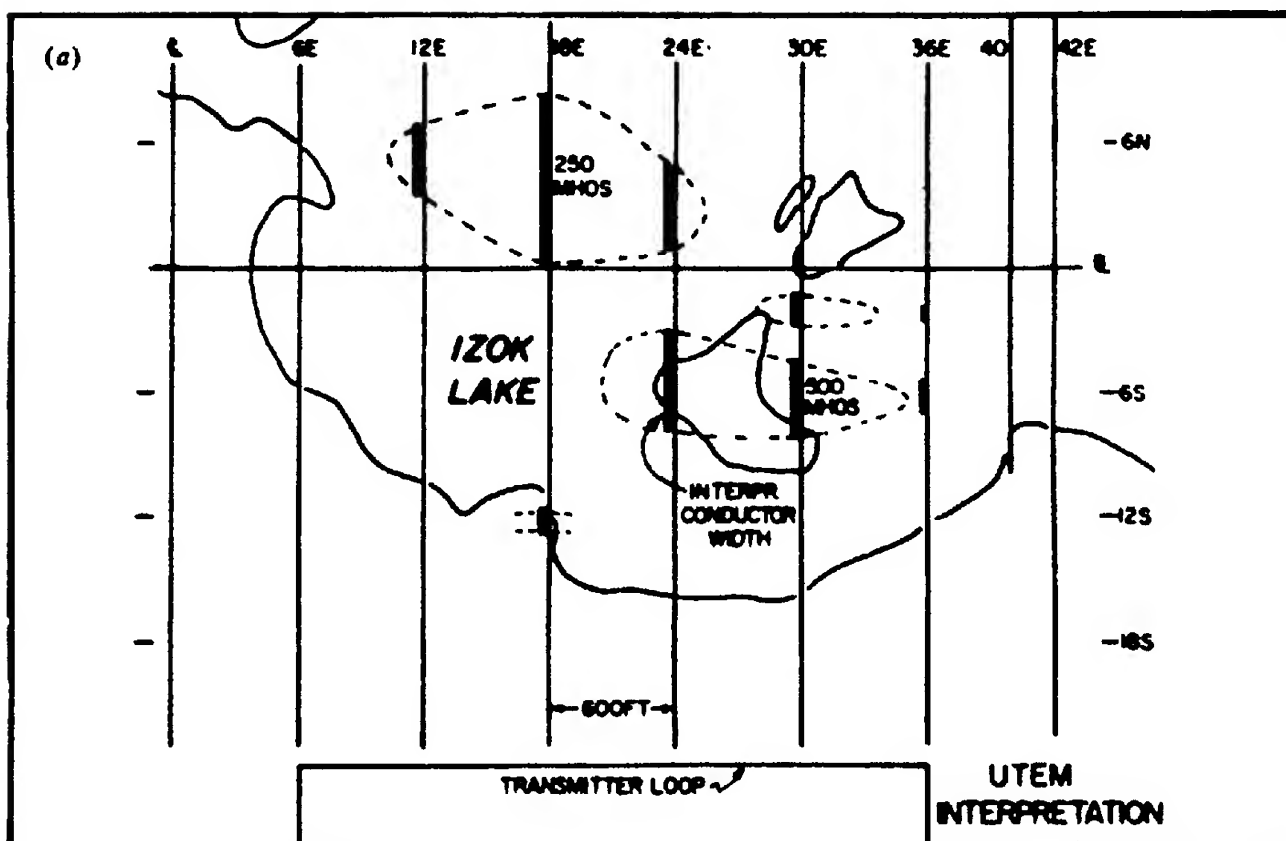 (a)
6E 12E 18E 24E 30E 36E 40 42E
6N
250
MHOS
IZOK
LAKE
6S
500
MHOS
INTERPR
CONDUCTOR
WIDTH
12S
18S
600FT
TRANSMITTER LOOP
UTEM
INTERPRETATION